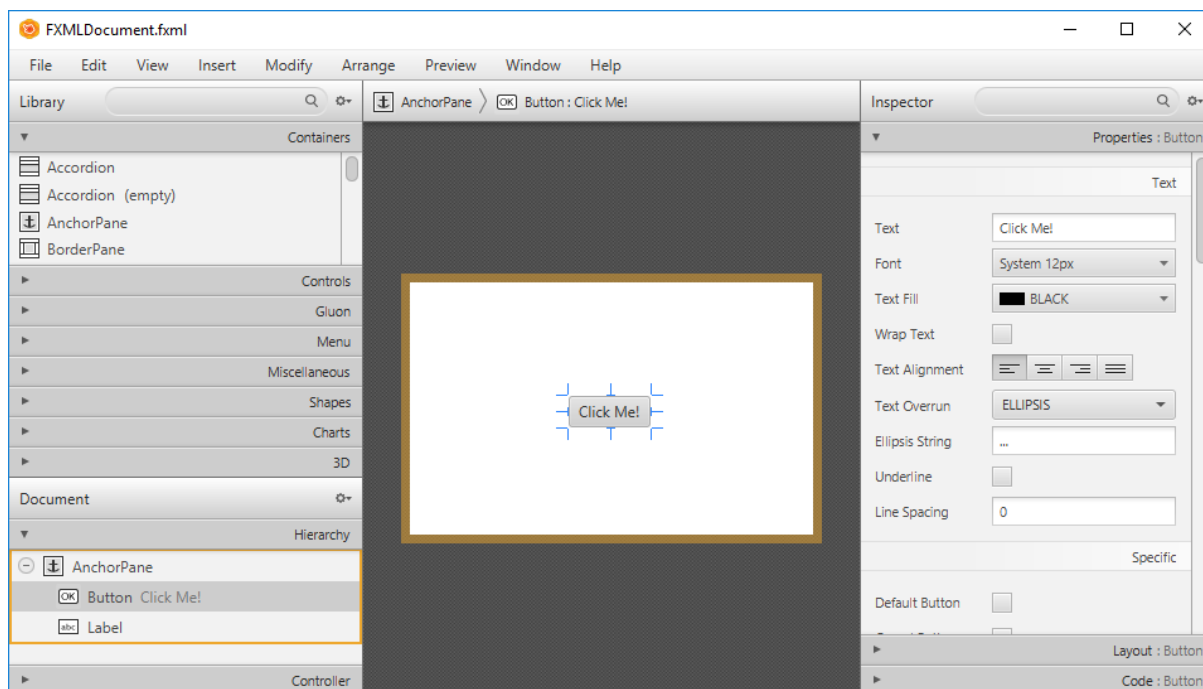 FXMLDocument.fxml
File Edit View Insert Modify Arrange Preview Window Help
Library
AnchorPane OK Button : Click Me!
Inspector
Containers
Accordion
Accordion (empty)
AnchorPane
BorderPane
Controls
Gluon
Menu
Miscellaneous
Shapes
Charts
3D
Document
Hierarchy
AnchorPane
OK Button Click Me!
abc Label
Controller
Click Me!
Properties : Button
Text
Text Click Me!
Font System 12px
Text Fill BLACK
Wrap Text
Text Alignment
Text Overrun ELLIPSIS
Ellipsis String ...
Underline
Line Spacing 0
Specific
Default Button
Layout : Button
Code : Button